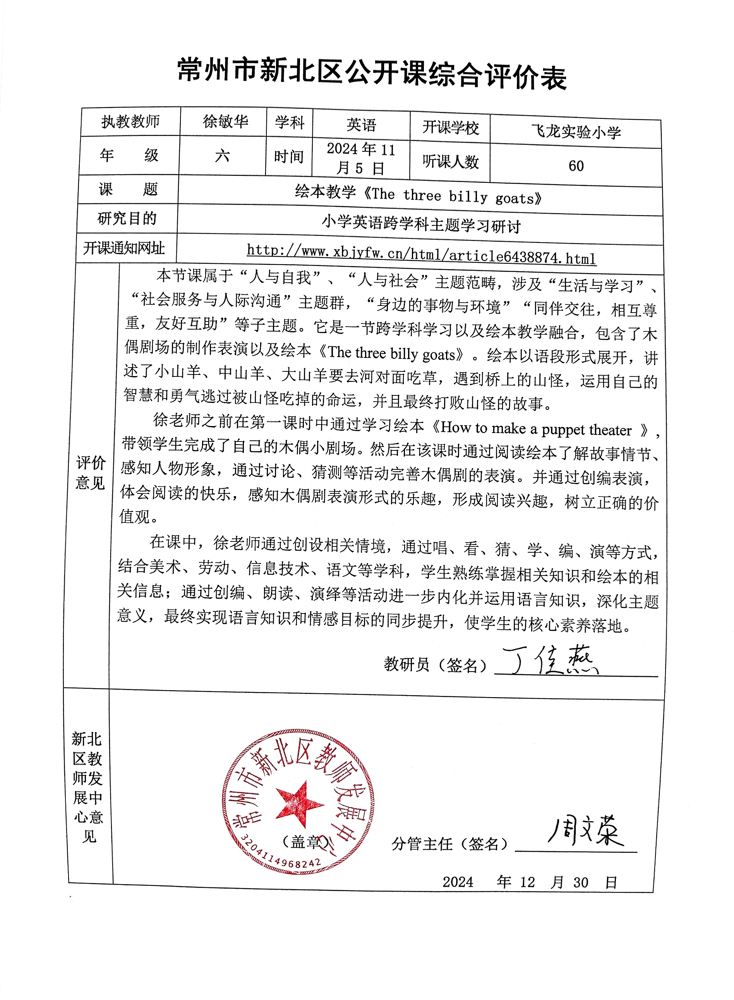 常州市新北区公开课综合评价表
执教教师 徐敏华 学科 英语 开课学校 飞龙实验小学
年 级 六 时间 2024年11月5 日 听课人数 60
课 题 绘本教学《The three billy goats》
研究目的 小学英语跨学科主题学习研讨
开课通知网址 http://www.xbjyfw.cn/html/article6438874.html
评价意见
本节课属于“人与自我”、“人与社会”主题范畴，涉及“生活与学习”、
“社会服务与人际沟通”主题群，“身边的事物与环境”“同伴交往，相互尊
重，友好互助”等子主题。它是一节跨学科学习以及绘本教学融合，包含了木
偶剧场的制作表演以及绘本《The three billy goats》。绘本以语段形式展开，讲
述了小山羊、中山羊、大山羊要去河对面吃草，遇到桥上的山怪，运用自己的
智慧和勇气逃过被山怪吃掉的命运，并且最终打败山怪的故事。
徐老师之前在第一课时中通过学习绘本《How to make a puppet theater 》,
带领学生完成了自己的木偶小剧场。然后在该课时通过阅读绘本了解故事情节、
感知人物形象，通过讨论、猜测等活动完善木偶剧的表演。并通过创编表演，
体会阅读的快乐，感知木偶剧表演形式的乐趣，形成阅读兴趣，树立正确的价
值观。
在课中，徐老师通过创设相关情境，通过唱、看、猜、学、编、演等方式，
结合美术、劳动、信息技术、语文等学科，学生熟练掌握相关知识和绘本的相
关信息；通过创编、朗读、演绎等活动进一步内化并运用语言知识，深化主题
意义，最终实现语言知识和情感目标的同步提升，使学生的核心素养落地。
教研员（签名）丁佳燕
新北区教师发展中心意见
常州市新北区教师发展中心
3204114968242
（盖章）
分管主任（签名）周文荣
2024 年 12 月 30 日